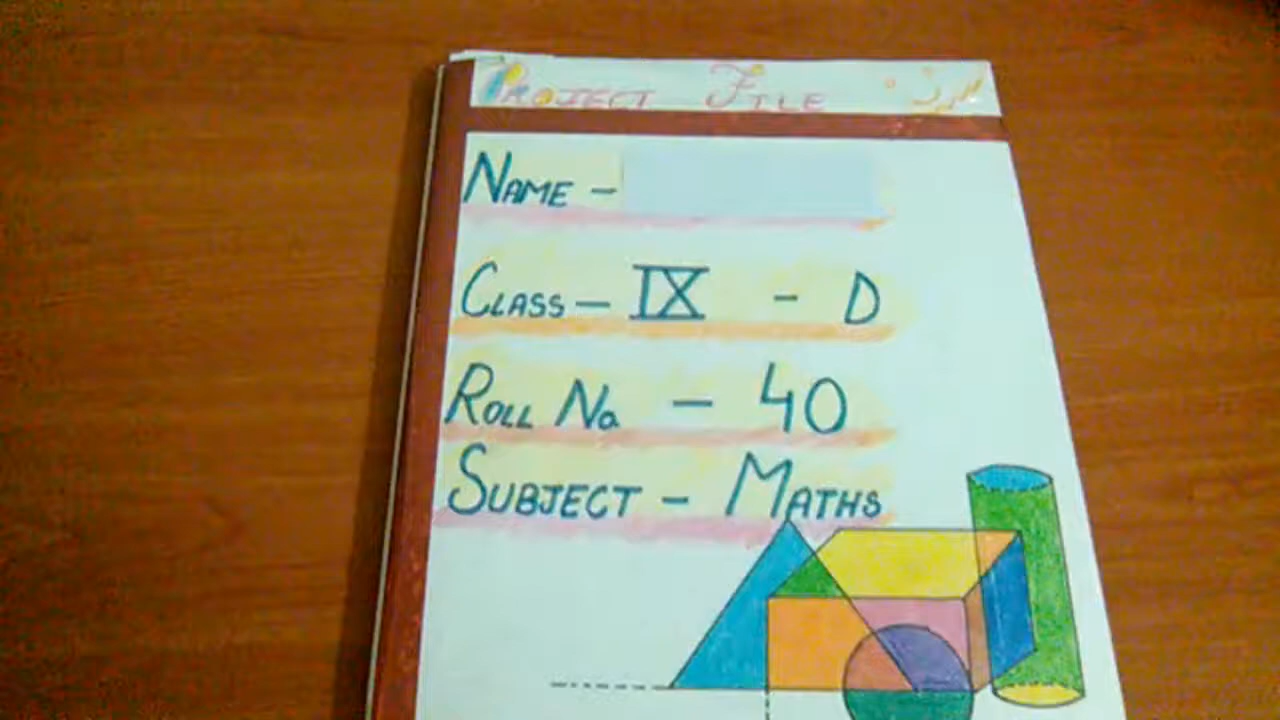 PROJECT FILE
NAME -
CLASS - IX - D
ROLL No - 40
SUBJECT - MATHS